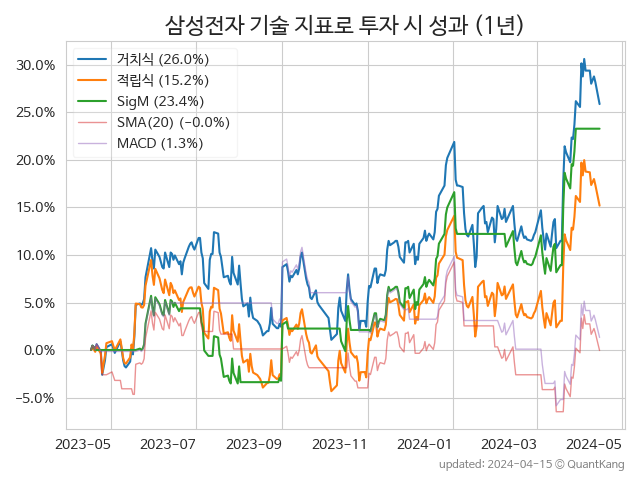 삼성전자 기술 지표로 투자 시 성과 (1년)
거치식 (26.0%)
적립식 (15.2%)
SigM (23.4%)
SMA(20) (-0.0%)
MACD (1.3%)
30.0%
25.0%
20.0%
15.0%
10.0%
5.0%
0.0%
-5.0%
2023-05 2023-07 2023-09 2023-11 2024-01 2024-03 2024-05
updated: 2024-04-15 @ QuantKang